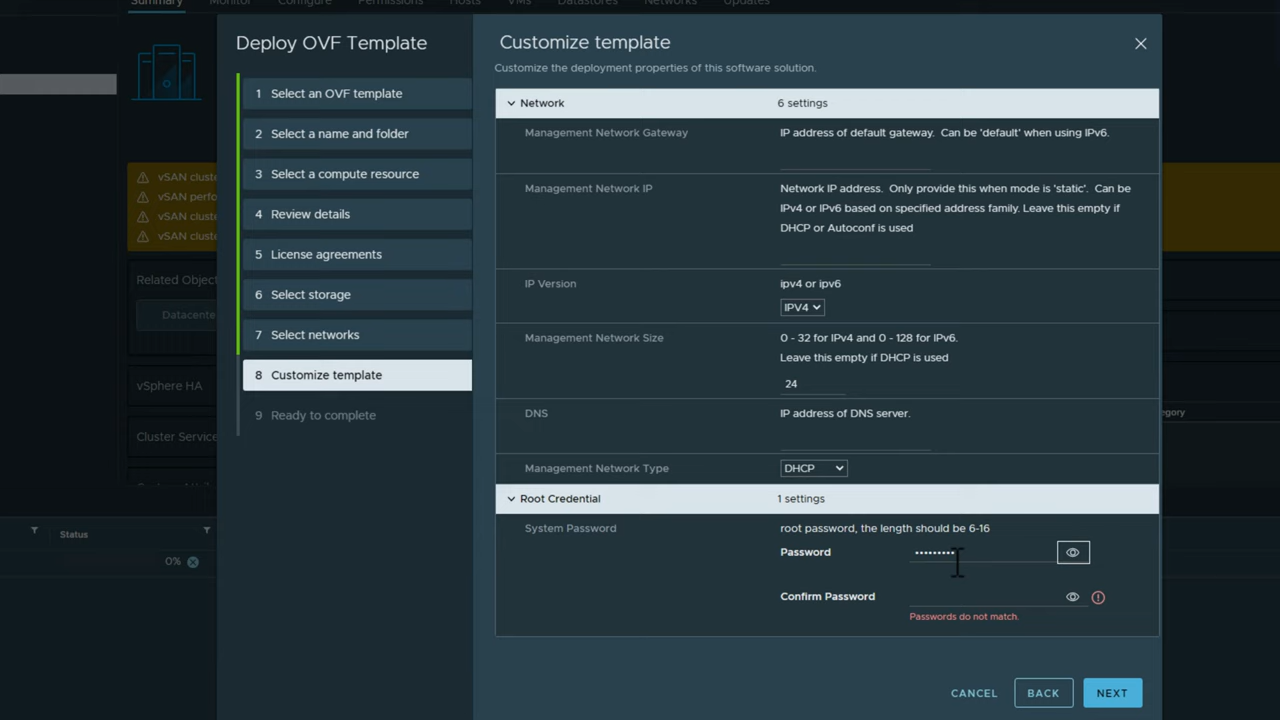 Summary Monitor Configure Permissions Hosts VMs Datastores Networks Updates
Deploy OVF Template
1 Select an OVF template
2 Select a name and folder
3 Select a compute resource
4 Review details
5 License agreements
6 Select storage
7 Select networks
8 Customize template
9 Ready to complete
Customize template
Customize the deployment properties of this software solution.
Network 6 settings
Management Network Gateway IP address of default gateway. Can be 'default' when using IPv6.
Management Network IP Network IP address. Only provide this when mode is 'static'. Can be
IPv4 or IPv6 based on specified address family. Leave this empty if
DHCP or Autoconf is used
IP Version ipv4 or ipv6
IPV4
Management Network Size 0 - 32 for IPv4 and 0 - 128 for IPv6.
Leave this empty if DHCP is used
24
DNS IP address of DNS server.
Management Network Type DHCP
Root Credential 1 settings
System Password root password, the length should be 6-16
Password •••••••••
Confirm Password
Passwords do not match.
CANCEL BACK NEXT
vSAN cluste
vSAN perfo
vSAN cluste
vSAN cluste
Related Objec
Datacente
vSphere HA
Cluster Service
Status
0%